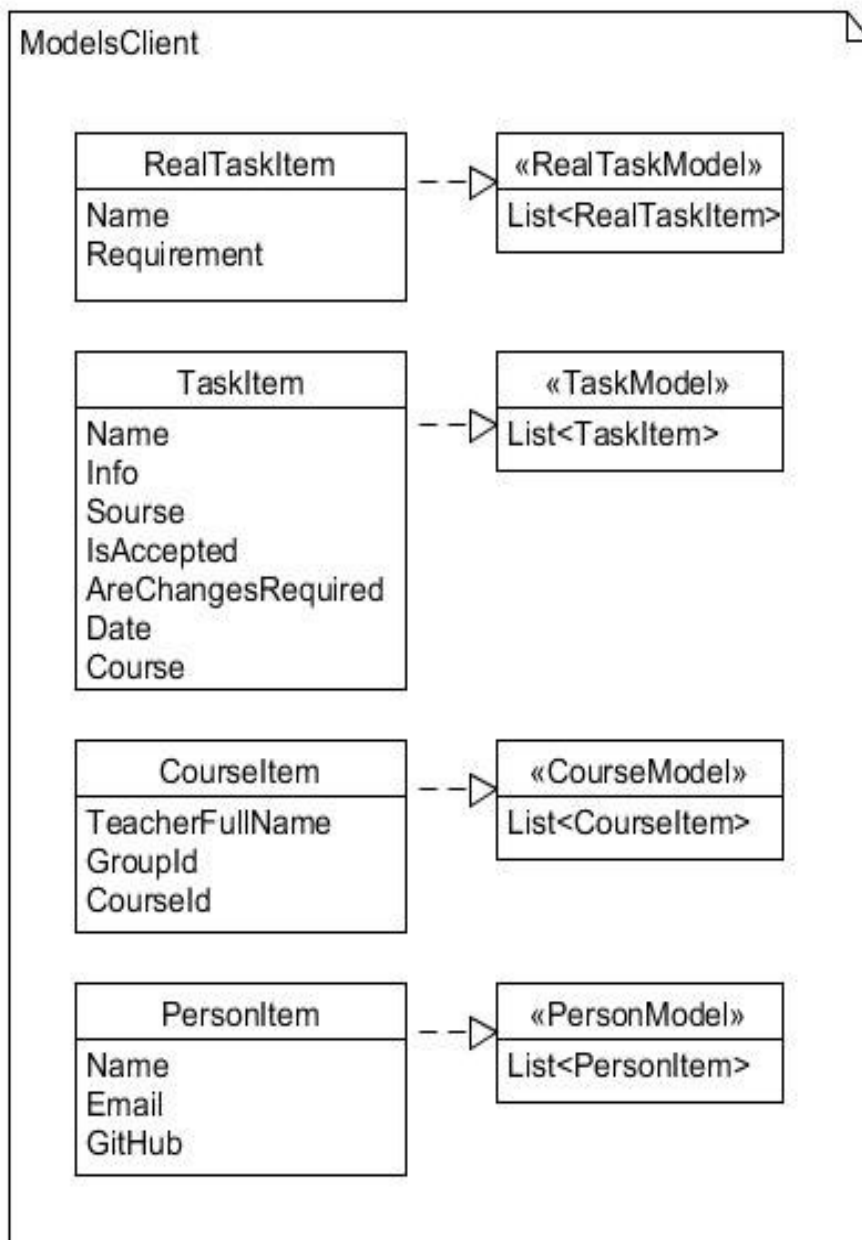 ModelsClient
RealTaskItem
Name
Requirement
«RealTaskModel»
List<RealTaskItem>
TaskItem
Name
Info
Sourse
IsAccepted
AreChangesRequired
Date
Course
«TaskModel»
List<TaskItem>
CourseItem
TeacherFullName
GroupId
CourseId
«CourseModel»
List<CourseItem>
PersonItem
Name
Email
GitHub
«PersonModel»
List<PersonItem>